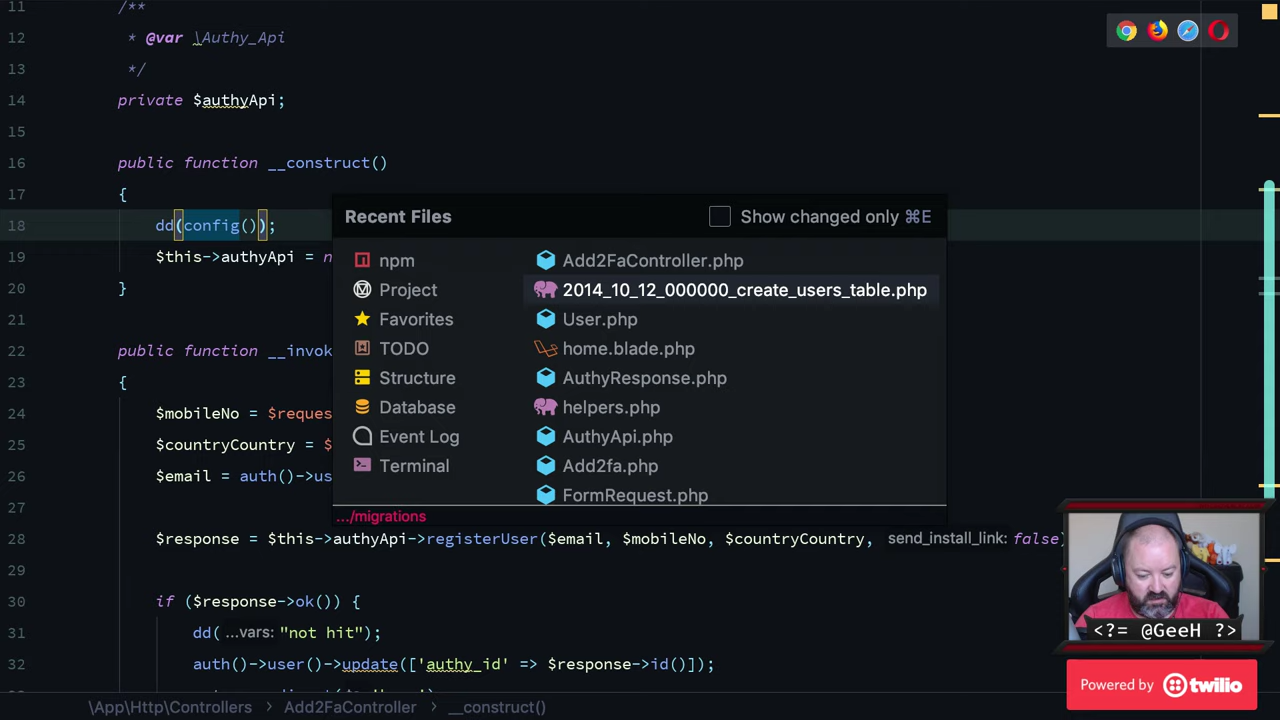 11 /**
12 * @var \Authy_Api
13 */
14 private $authyApi;
15
16 public function __construct()
17 {
18 dd(config());
19 $this->authyApi = n
20 }
21
22 public function __invok
23 {
24 $mobileNo = $reques
25 $countryCountry = $
26 $email = auth()->us
27
28 $response = $this->authyApi->registerUser($email, $mobileNo, $countryCountry, send_install_link: false)
29
30 if ($response->ok()) {
31 dd( …vars: "not hit");
32 auth()->user()->update(['authy_id' => $response->id()]);
Recent Files
Show changed only ⌘E
npm
Project
Favorites
TODO
Structure
Database
Event Log
Terminal
Add2FaController.php
2014_10_12_000000_create_users_table.php
User.php
home.blade.php
AuthyResponse.php
helpers.php
AuthyApi.php
Add2fa.php
FormRequest.php
.../migrations
<?= @GeeH ?>
Powered by twilio
\App\Http\Controllers > Add2FaController > __construct()